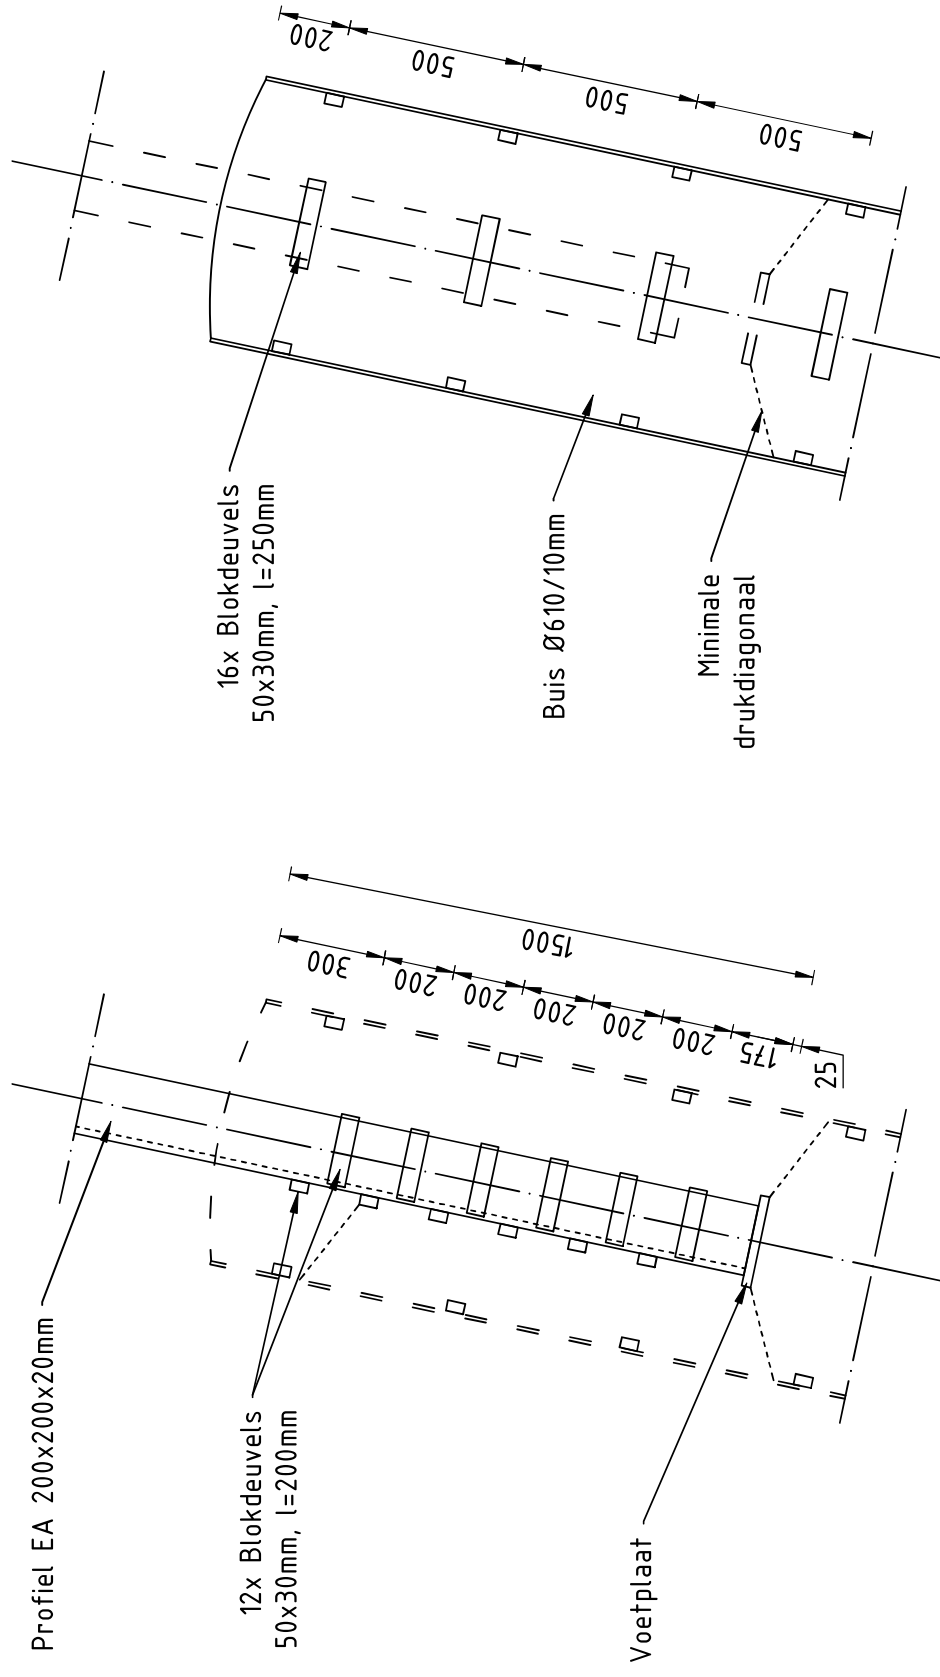 Profiel EA 200x200x20mm
12x Blokdeuvels
50x30mm, l=200mm
Voetplaat
300
200
200
200
200
200
175
25
1500
16x Blokdeuvels
50x30mm, l=250mm
Buis Ø610/10mm
Minimale
drukdiagonaal
200
500
500
500